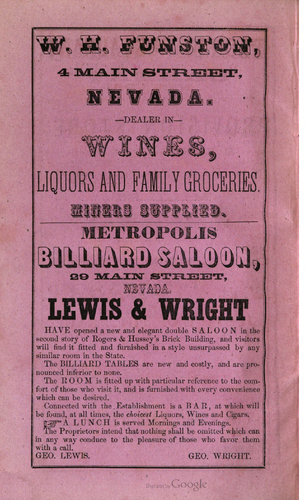 W. H. FUNSTON,
4 MAIN STREET,
NEVADA.
—DEALER IN—
WINES,
LIQUORS AND FAMILY GROCERIES.
MINERS SUPPLIED.
METROPOLIS
BILLIARD SALOON,
29 MAIN STREET,
NEVADA.
LEWIS & WRIGHT
HAVE opened a new and elegant double SALOON in the
second story of Rogers & Hussey's Brick Building, and visitors
will find it fitted and furnished in a style unsurpassed by any
similar room in the State.
The BILLIARD TABLES are new and costly, and are pro-
nounced inferior to none.
The ROOM is fitted up with particular reference to the com-
fort of those who visit it, and is furnished with every convenience
which can be desired.
Connected with the Establishment is a BAR, at which will
be found, at all times, the choicest Liquors, Wines and Cigars.
☞A LUNCH is served Mornings and Evenings.
The Proprietors intend that nothing shall be omitted which can
in any way conduce to the pleasure of those who favor them
with a call.
GEO. LEWIS. GEO. WRIGHT.
Digitized by Google